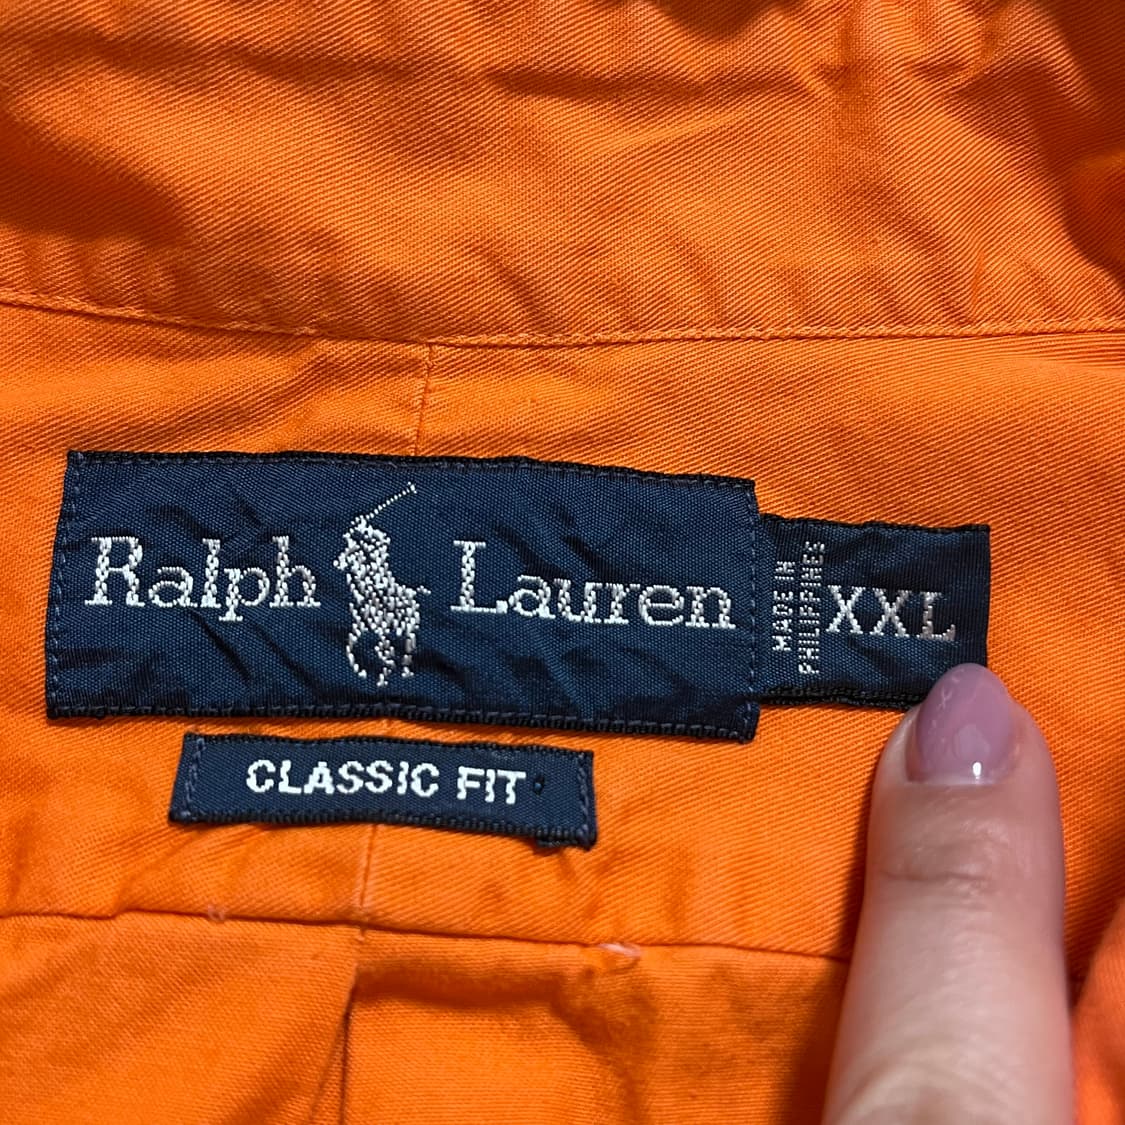 Ralph Lauren
MADE IN
PHILIPPINES
XXL
CLASSIC FIT